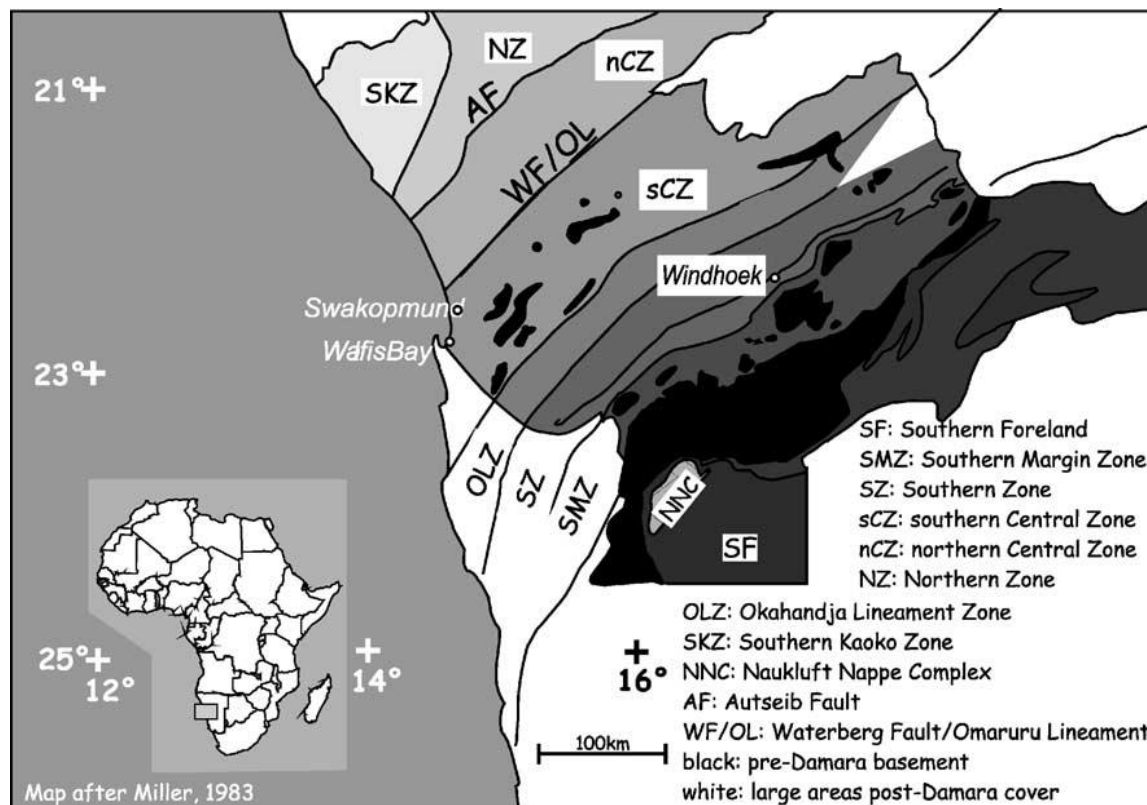 NZ
nCZ
21°
SKZ
AF
WF/OL
sCZ
Windhoek
Swakopmund
WalfisBay
23°
SF: Southern Foreland
SMZ: Southern Margin Zone
OLZ
SZ
SMZ
NNC
SZ: Southern Zone
sCZ: southern Central Zone
SF
nCZ: northern Central Zone
NZ: Northern Zone
OLZ: Okahandja Lineament Zone
SKZ: Southern Kaoko Zone
25°
12°
14°
16°
NNC: Naukluft Nappe Complex
AF: Autseib Fault
WF/OL: Waterberg Fault/Omaruru Lineament
100km
black: pre-Damara basement
Map after Miller, 1983
white: large areas post-Damara cover